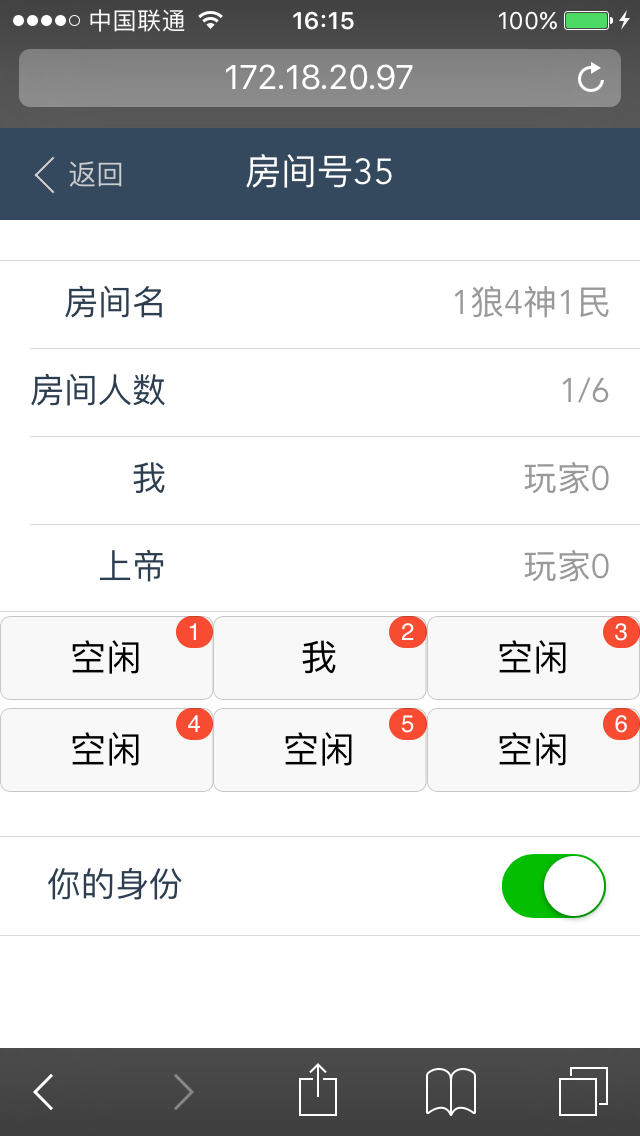 中国联通 16:15 100%
172.18.20.97
返回 房间号35
房间名 1狼4神1民
房间人数 1/6
我 玩家0
上帝 玩家0
空闲 1 我 2 空闲 3
空闲 4 空闲 5 空闲 6
你的身份